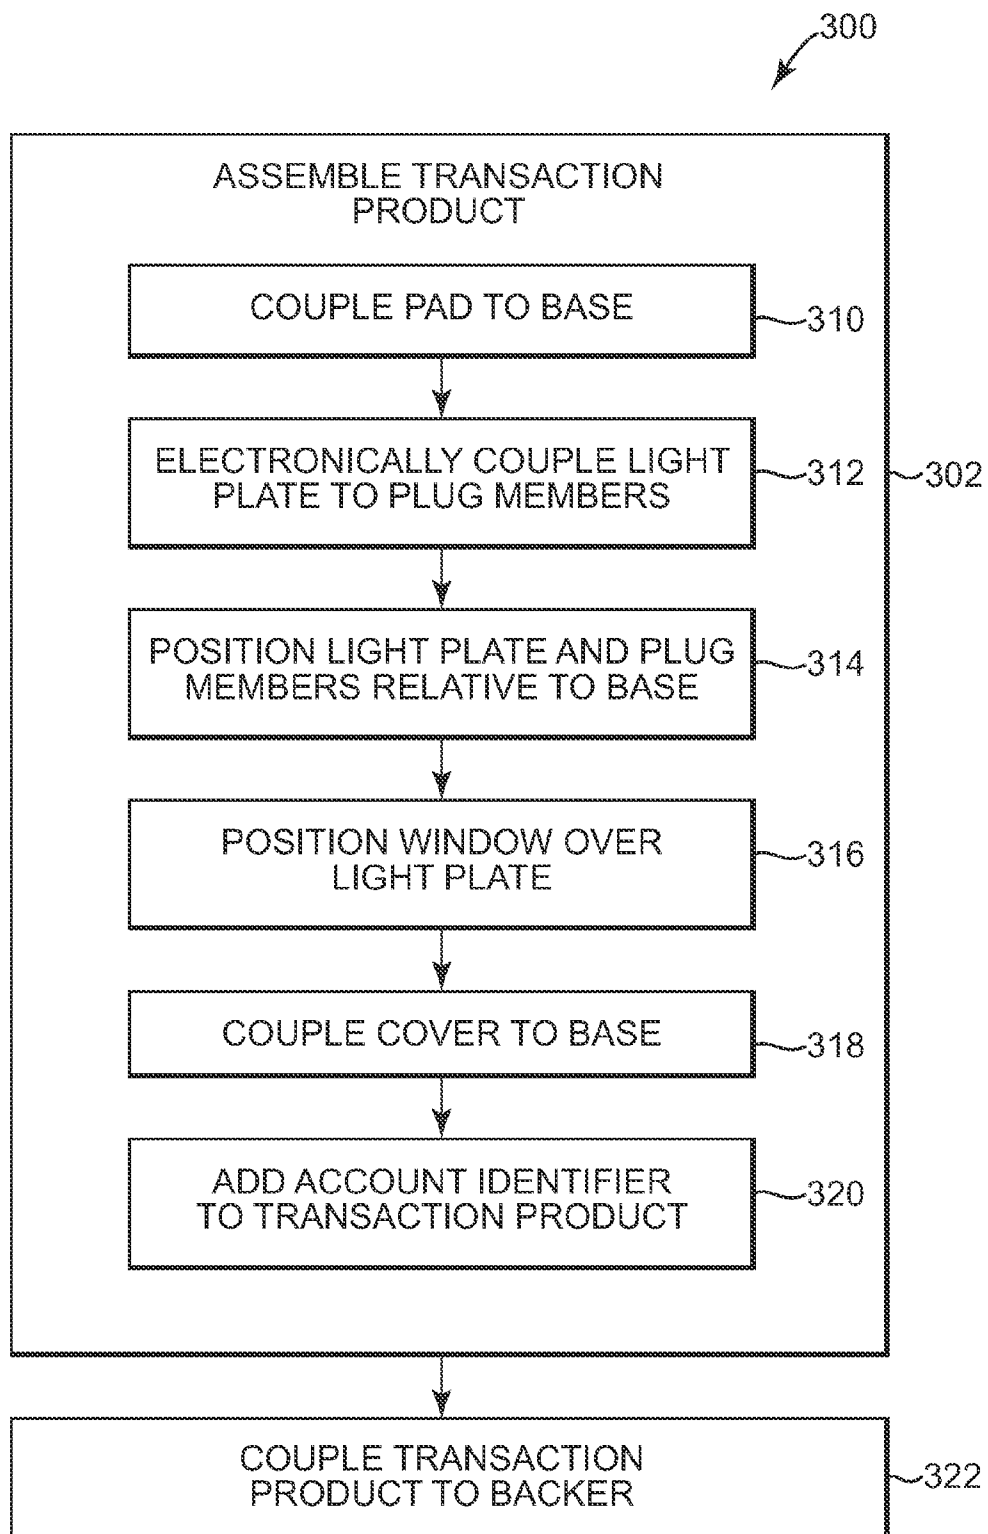 300
ASSEMBLE TRANSACTION
PRODUCT
COUPLE PAD TO BASE
310
ELECTRONICALLY COUPLE LIGHT
PLATE TO PLUG MEMBERS
312
302
POSITION LIGHT PLATE AND PLUG
MEMBERS RELATIVE TO BASE
314
POSITION WINDOW OVER
LIGHT PLATE
316
COUPLE COVER TO BASE
318
ADD ACCOUNT IDENTIFIER
TO TRANSACTION PRODUCT
320
COUPLE TRANSACTION
PRODUCT TO BACKER
322